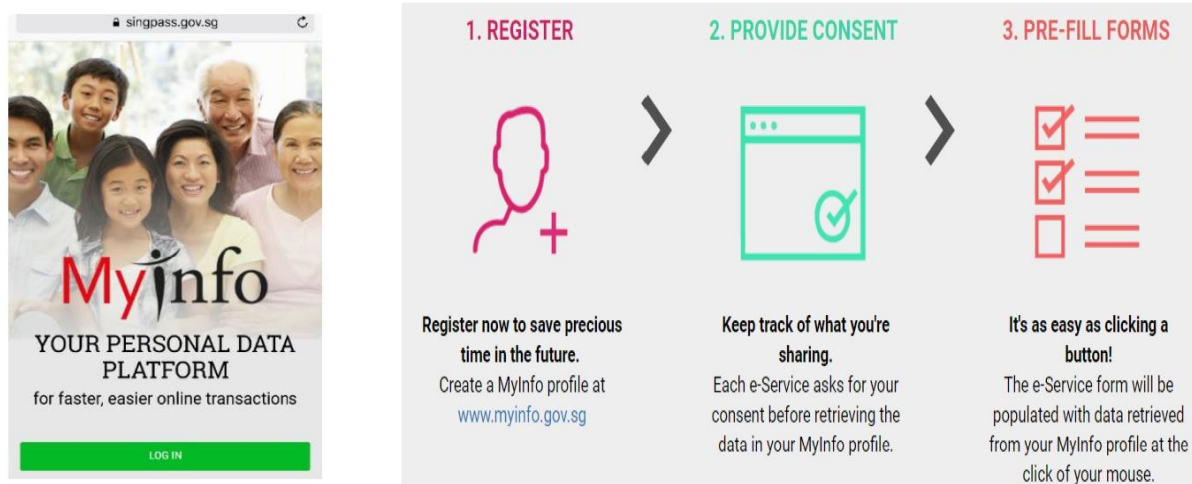 singpass.gov.sg
MyInfo
YOUR PERSONAL DATA
PLATFORM
for faster, easier online transactions
LOG IN
1. REGISTER
Register now to save precious
time in the future.
Create a MyInfo profile at
www.myinfo.gov.sg
2. PROVIDE CONSENT
Keep track of what you're
sharing.
Each e-Service asks for your
consent before retrieving the
data in your MyInfo profile.
3. PRE-FILL FORMS
It's as easy as clicking a
button!
The e-Service form will be
populated with data retrieved
from your MyInfo profile at the
click of your mouse.